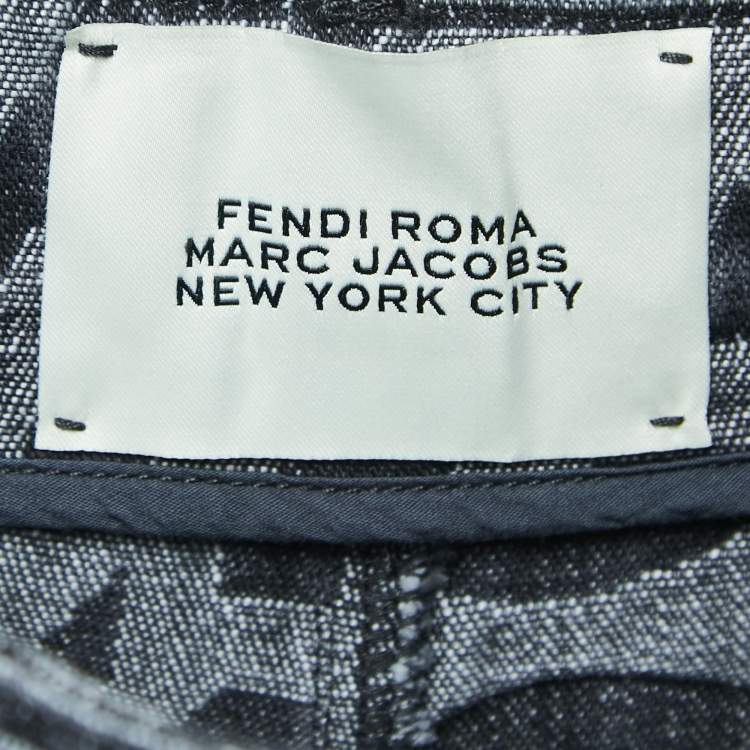 FENDI ROMA
MARC JACOBS
NEW YORK CITY